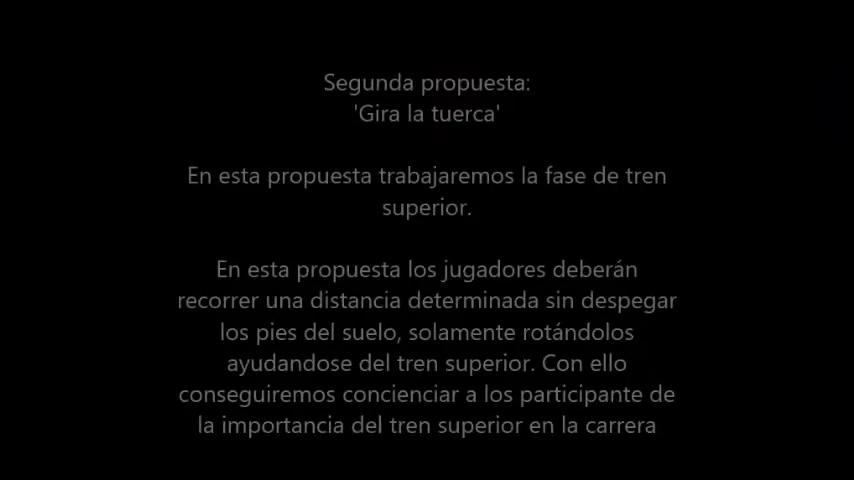 Segunda propuesta:
'Gira la tuerca'
En esta propuesta trabajaremos la fase de tren
superior.
En esta propuesta los jugadores deberán
recorrer una distancia determinada sin despegar
los pies del suelo, solamente rotándolos
ayudandose del tren superior. Con ello
conseguiremos concienciar a los participante de
la importancia del tren superior en la carrera